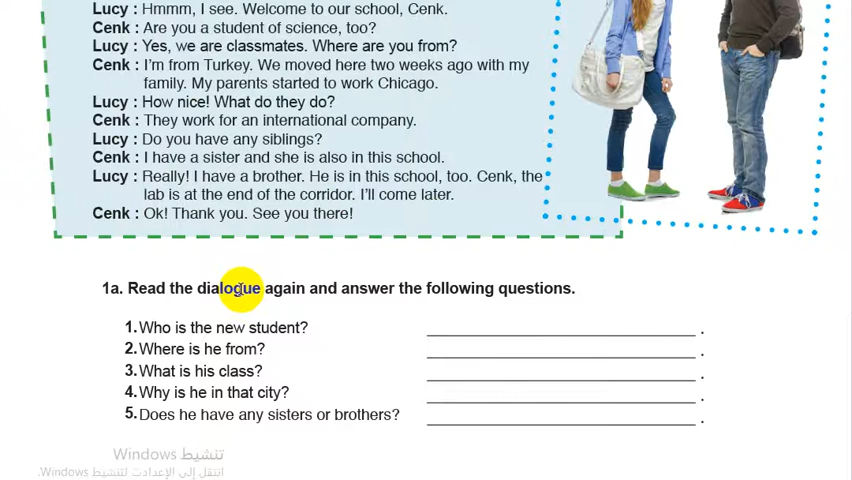 Lucy : Hmmm, I see. Welcome to our school, Cenk.
Cenk : Are you a student of science, too?
Lucy : Yes, we are classmates. Where are you from?
Cenk : I'm from Turkey. We moved here two weeks ago with my
family. My parents started to work Chicago.
Lucy : How nice! What do they do?
Cenk : They work for an international company.
Lucy : Do you have any siblings?
Cenk : I have a sister and she is also in this school.
Lucy : Really! I have a brother. He is in this school, too. Cenk, the
lab is at the end of the corridor. I'll come later.
Cenk : Ok! Thank you. See you there!
1a. Read the dialogue again and answer the following questions.
1. Who is the new student? ______________________ .
2. Where is he from? ______________________ .
3. What is his class? ______________________ .
4. Why is he in that city? ______________________ .
5. Does he have any sisters or brothers? ______________________ .
تنشيط Windows
انتقل إلى الإعدادات لتنشيط Windows.